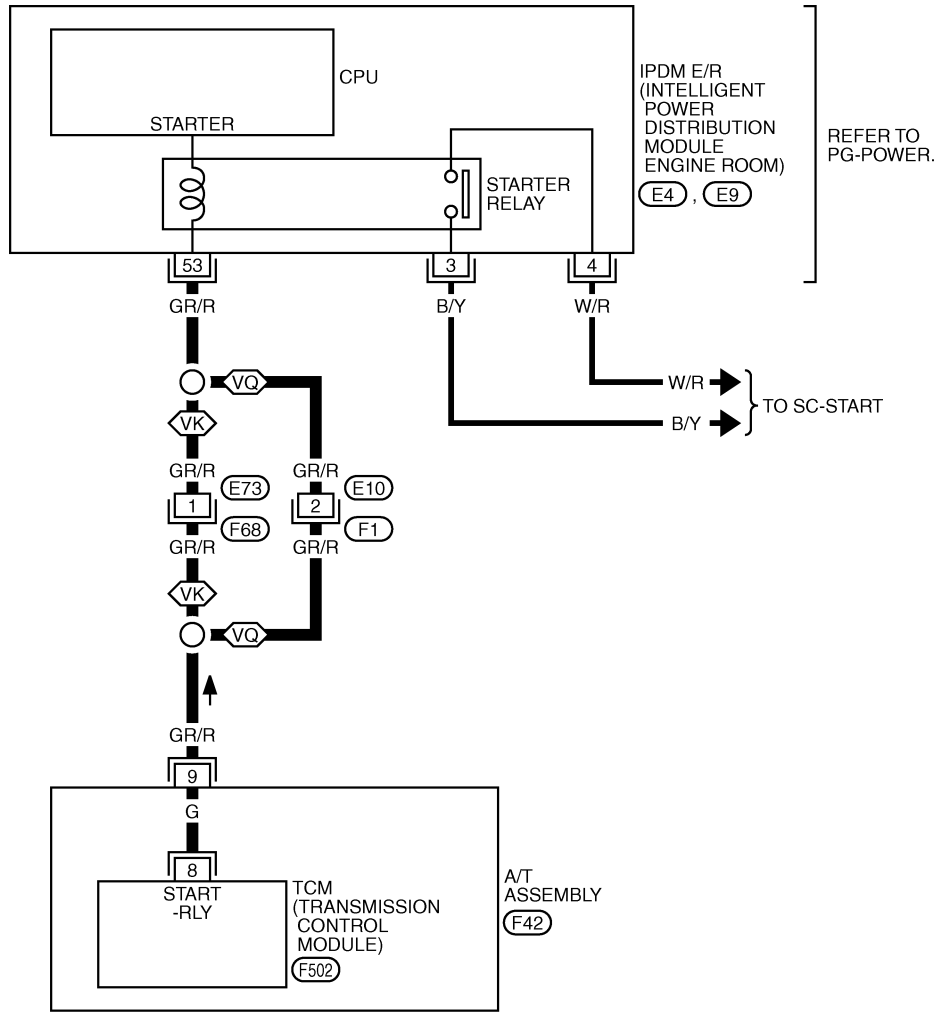 CPU
STARTER
IPDM E/R
(INTELLIGENT
POWER
DISTRIBUTION
MODULE
ENGINE ROOM)
E4 , E9
REFER TO
PG-POWER.
STARTER
RELAY
53
3
4
GR/R
B/Y
W/R
VQ
W/R
TO SC-START
B/Y
VK
GR/R
GR/R
E73
E10
1
2
F68
F1
GR/R
GR/R
VK
VQ
GR/R
9
G
8
START
-RLY
TCM
(TRANSMISSION
CONTROL
MODULE)
F502
A/T
ASSEMBLY
F42